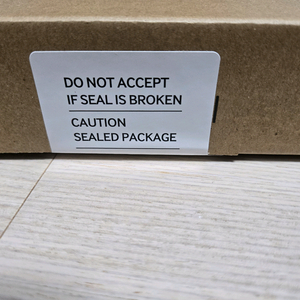 DO NOT ACCEPT
IF SEAL IS BROKEN
CAUTION
SEALED PACKAGE